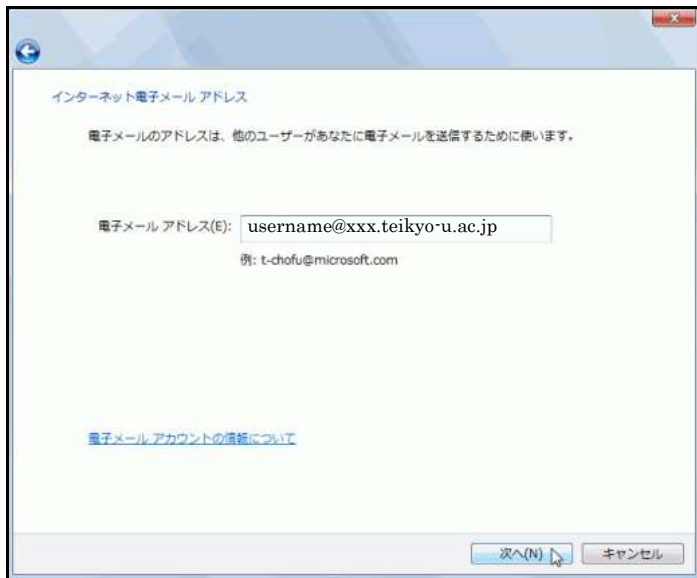 インターネット電子メール アドレス
電子メールのアドレスは、他のユーザーがあなたに電子メールを送信するために使います。
電子メール アドレス(E): username@xxx.teikyo-u.ac.jp
例: t-chofu@microsoft.com
電子メール アカウントの情報について
次へ(N) キャンセル